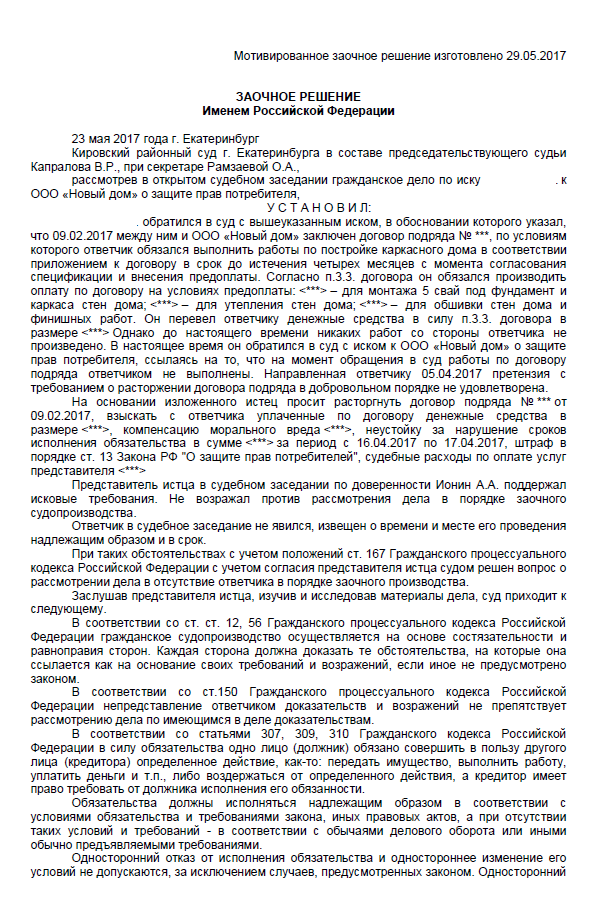 Мотивированное заочное решение изготовлено 29.05.2017
ЗАОЧНОЕ РЕШЕНИЕ
Именем Российской Федерации
23 мая 2017 года г. Екатеринбург
Кировский районный суд г. Екатеринбурга в составе председательствующего судьи
Капралова В.Р., при секретаре Рамзаевой О.А.,
рассмотрев в открытом судебном заседании гражданское дело по иску . к
ООО «Новый дом» о защите прав потребителя,
У С Т А Н О В И Л:
. обратился в суд с вышеуказанным иском, в обосновании которого указал,
что 09.02.2017 между ним и ООО «Новый дом» заключен договор подряда № ***, по условиям
которого ответчик обязался выполнить работы по постройке каркасного дома в соответствии
приложением к договору в срок до истечения четырех месяцев с момента согласования
спецификации и внесения предоплаты. Согласно п.3.3. договора он обязался производить
оплату по договору на условиях предоплаты: <***> – для монтажа 5 свай под фундамент и
каркаса стен дома; <***> – для утепления стен дома; <***> – для обшивки стен дома и
финишных работ. Он перевел ответчику денежные средства в силу п.3.3. договора в
размере <***> Однако до настоящего времени никаких работ со стороны ответчика не
произведено. В настоящее время он обратился в суд с иском к ООО «Новый дом» о защите
прав потребителя, ссылаясь на то, что на момент обращения в суд работы по договору
подряда ответчиком не выполнены. Направленная ответчику 05.04.2017 претензия с
требованием о расторжении договора подряда в добровольном порядке не удовлетворена.
На основании изложенного истец просит расторгнуть договор подряда № *** от
09.02.2017, взыскать с ответчика уплаченные по договору денежные средства в
размере <***>, компенсацию морального вреда <***>, неустойку за нарушение сроков
исполнения обязательства в сумме <***> за период с 16.04.2017 по 17.04.2017, штраф в
порядке ст. 13 Закона РФ "О защите прав потребителей", судебные расходы по оплате услуг
представителя <***>
Представитель истца в судебном заседании по доверенности Ионин А.А. поддержал
исковые требования. Не возражал против рассмотрения дела в порядке заочного
судопроизводства.
Ответчик в судебное заседание не явился, извещен о времени и месте его проведения
надлежащим образом и в срок.
При таких обстоятельствах с учетом положений ст. 167 Гражданского процессуального
кодекса Российской Федерации с учетом согласия представителя истца судом решен вопрос о
рассмотрении дела в отсутствие ответчика в порядке заочного производства.
Заслушав представителя истца, изучив и исследовав материалы дела, суд приходит к
следующему.
В соответствии со ст. ст. 12, 56 Гражданского процессуального кодекса Российской
Федерации гражданское судопроизводство осуществляется на основе состязательности и
равноправия сторон. Каждая сторона должна доказать те обстоятельства, на которые она
ссылается как на основание своих требований и возражений, если иное не предусмотрено
законом.
В соответствии со ст.150 Гражданского процессуального кодекса Российской
Федерации непредставление ответчиком доказательств и возражений не препятствует
рассмотрению дела по имеющимся в деле доказательствам.
В соответствии со статьями 307, 309, 310 Гражданского кодекса Российской
Федерации в силу обязательства одно лицо (должник) обязано совершить в пользу другого
лица (кредитора) определенное действие, как-то: передать имущество, выполнить работу,
уплатить деньги и т.п., либо воздержаться от определенного действия, а кредитор имеет
право требовать от должника исполнения его обязанности.
Обязательства должны исполняться надлежащим образом в соответствии с
условиями обязательства и требованиями закона, иных правовых актов, а при отсутствии
таких условий и требований - в соответствии с обычаями делового оборота или иными
обычно предъявляемыми требованиями.
Односторонний отказ от исполнения обязательства и одностороннее изменение его
условий не допускаются, за исключением случаев, предусмотренных законом. Односторонний